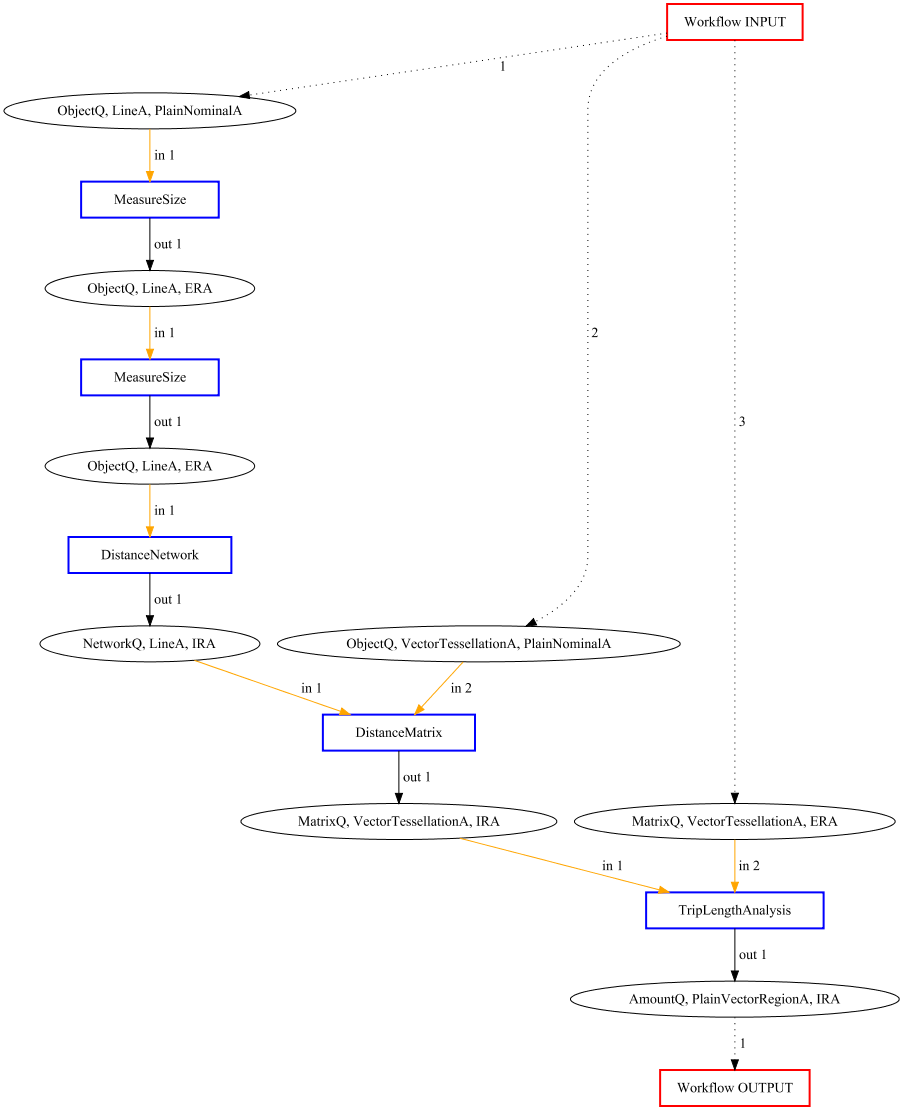 Workflow INPUT
1
ObjectQ, LineA, PlainNominalA
in 1
MeasureSize
out 1
ObjectQ, LineA, ERA
in 1
2
MeasureSize
out 1
3
ObjectQ, LineA, ERA
in 1
DistanceNetwork
out 1
NetworkQ, LineA, IRA
ObjectQ, VectorTessellationA, PlainNominalA
in 1
in 2
DistanceMatrix
out 1
MatrixQ, VectorTessellationA, IRA
MatrixQ, VectorTessellationA, ERA
in 1
in 2
TripLengthAnalysis
out 1
AmountQ, PlainVectorRegionA, IRA
1
Workflow OUTPUT